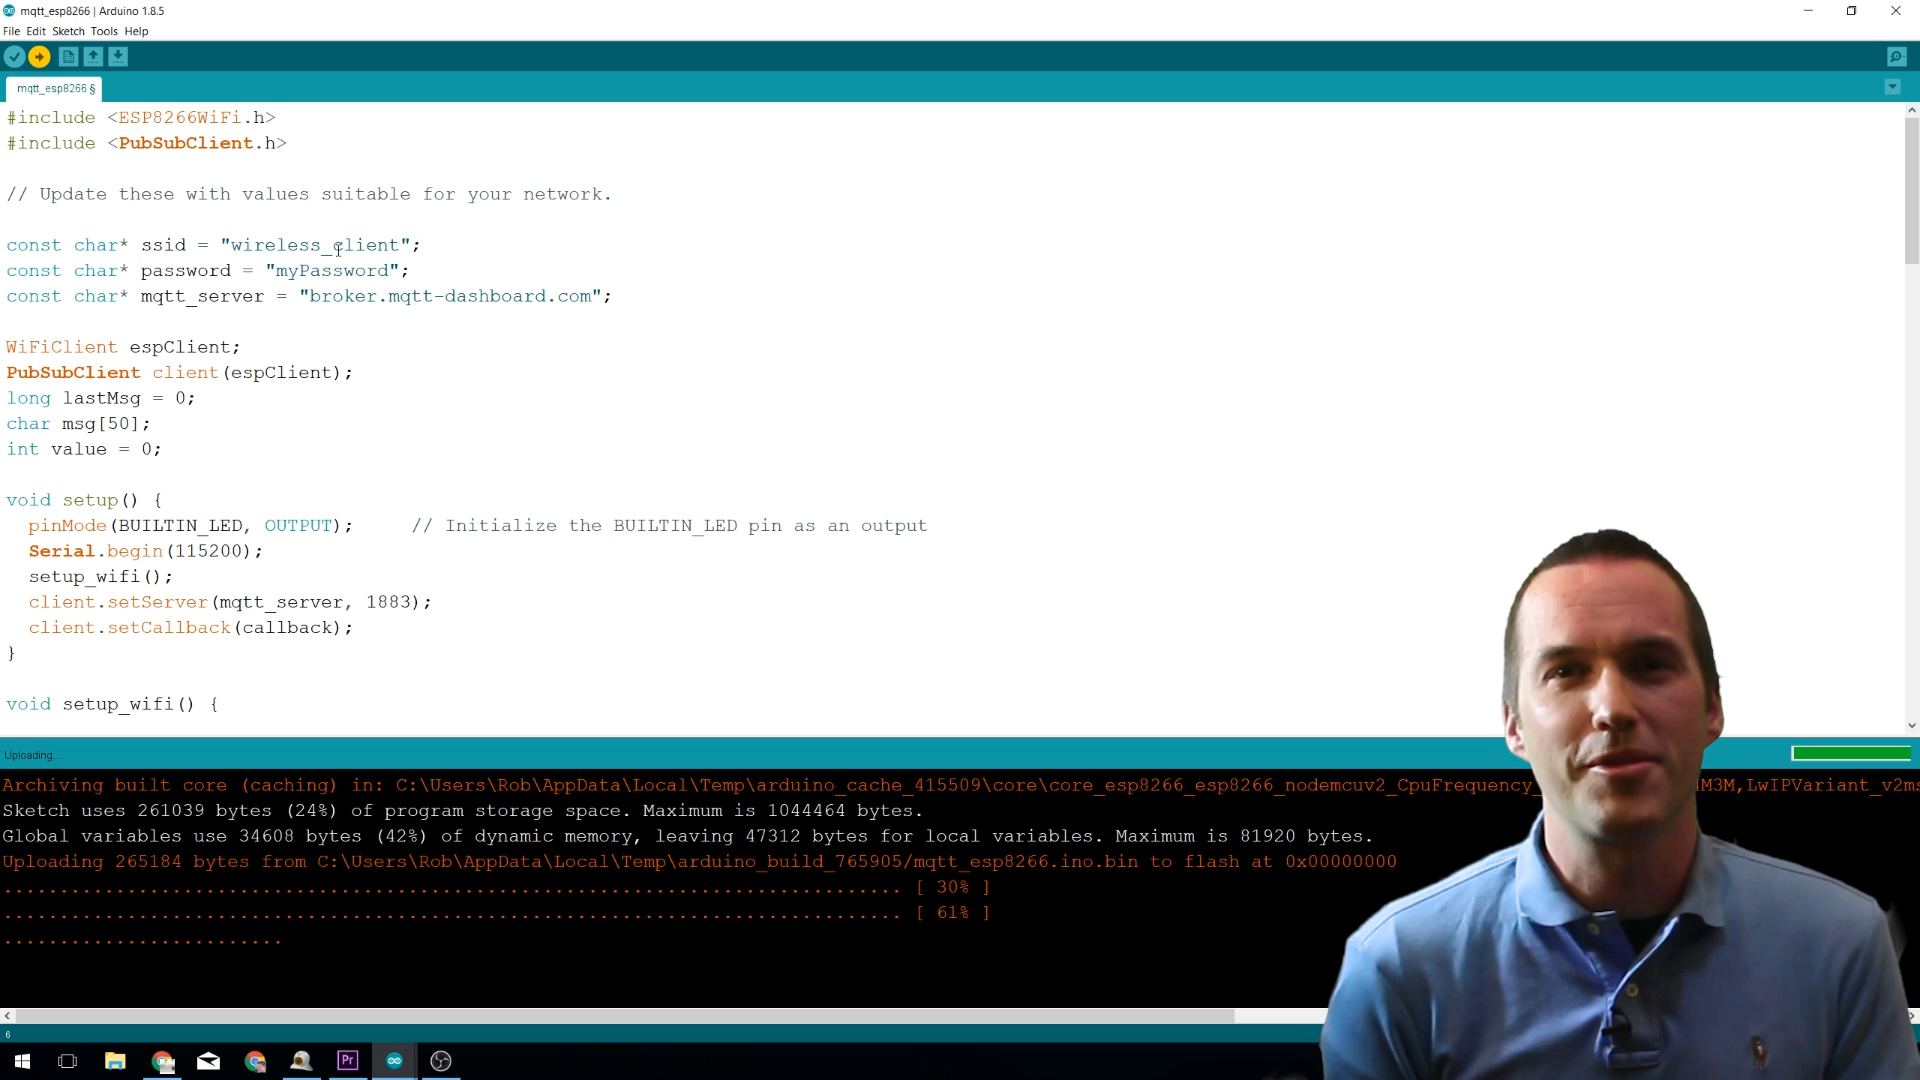 mqtt_esp8266 | Arduino 1.8.5
File Edit Sketch Tools Help
mqtt_esp8266 §
#include <ESP8266WiFi.h>
#include <PubSubClient.h>
// Update these with values suitable for your network.
const char* ssid = "wireless_client";
const char* password = "myPassword";
const char* mqtt_server = "broker.mqtt-dashboard.com";
WiFiClient espClient;
PubSubClient client(espClient);
long lastMsg = 0;
char msg[50];
int value = 0;
void setup() {
pinMode(BUILTIN_LED, OUTPUT); // Initialize the BUILTIN_LED pin as an output
Serial.begin(115200);
setup_wifi();
client.setServer(mqtt_server, 1883);
client.setCallback(callback);
}
void setup_wifi() {
Uploading...
Archiving built core (caching) in: C:\Users\Rob\AppData\Local\Temp\arduino_cache_415509\core\core_esp8266_esp8266_nodemcuv2_CpuFrequency_ M3M,LwIPVariant_v2ms
Sketch uses 261039 bytes (24%) of program storage space. Maximum is 1044464 bytes.
Global variables use 34608 bytes (42%) of dynamic memory, leaving 47312 bytes for local variables. Maximum is 81920 bytes.
Uploading 265184 bytes from C:\Users\Rob\AppData\Local\Temp\arduino_build_765905/mqtt_esp8266.ino.bin to flash at 0x00000000
................................................................................ [ 30% ]
................................................................................ [ 61% ]
.........................
6
Pr